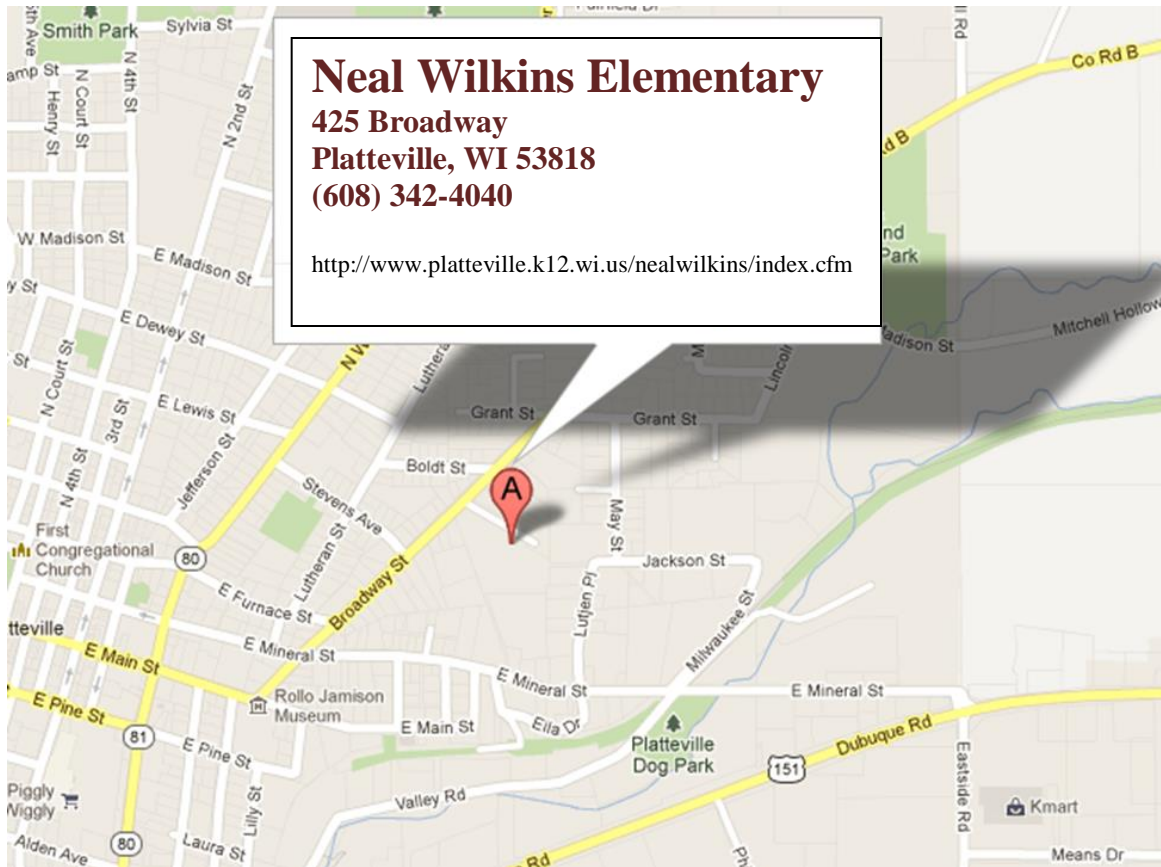 Smith Park
Sylvia St
Rd
Co Rd B
N 4th St
N Court St
Henry St
N 2nd St
Neal Wilkins Elementary
425 Broadway
Platteville, WI 53818
(608) 342-4040
http://www.platteville.k12.wi.us/nealwilkins/index.cfm
Park
W Madison St
E Madison St
Madison St
Mitchell Hollow
E Dewey St
N Court St
3rd St
E Lewis St
Lutheran
Grant St
Grant St
Lincoln
N 4th St
Jefferson St
Boldt St
A
Stevens Ave
May St
First
Congregational
Church
80
Lutheran St
Jackson St
E Furnace St
Broadway St
Lutjen Pl
Milwaukee St
tteville
E Main St
E Mineral St
E Mineral St
E Mineral St
E Pine St
Rollo Jamison
Museum
E Main St
Ella Dr
81
E Pine St
Platteville
Dog Park
Dubuque Rd
151
Eastside Rd
Piggly
Wiggly
Lilly St
Valley Rd
Kmart
Alden Ave
80
Laura St
Rd
Means Dr